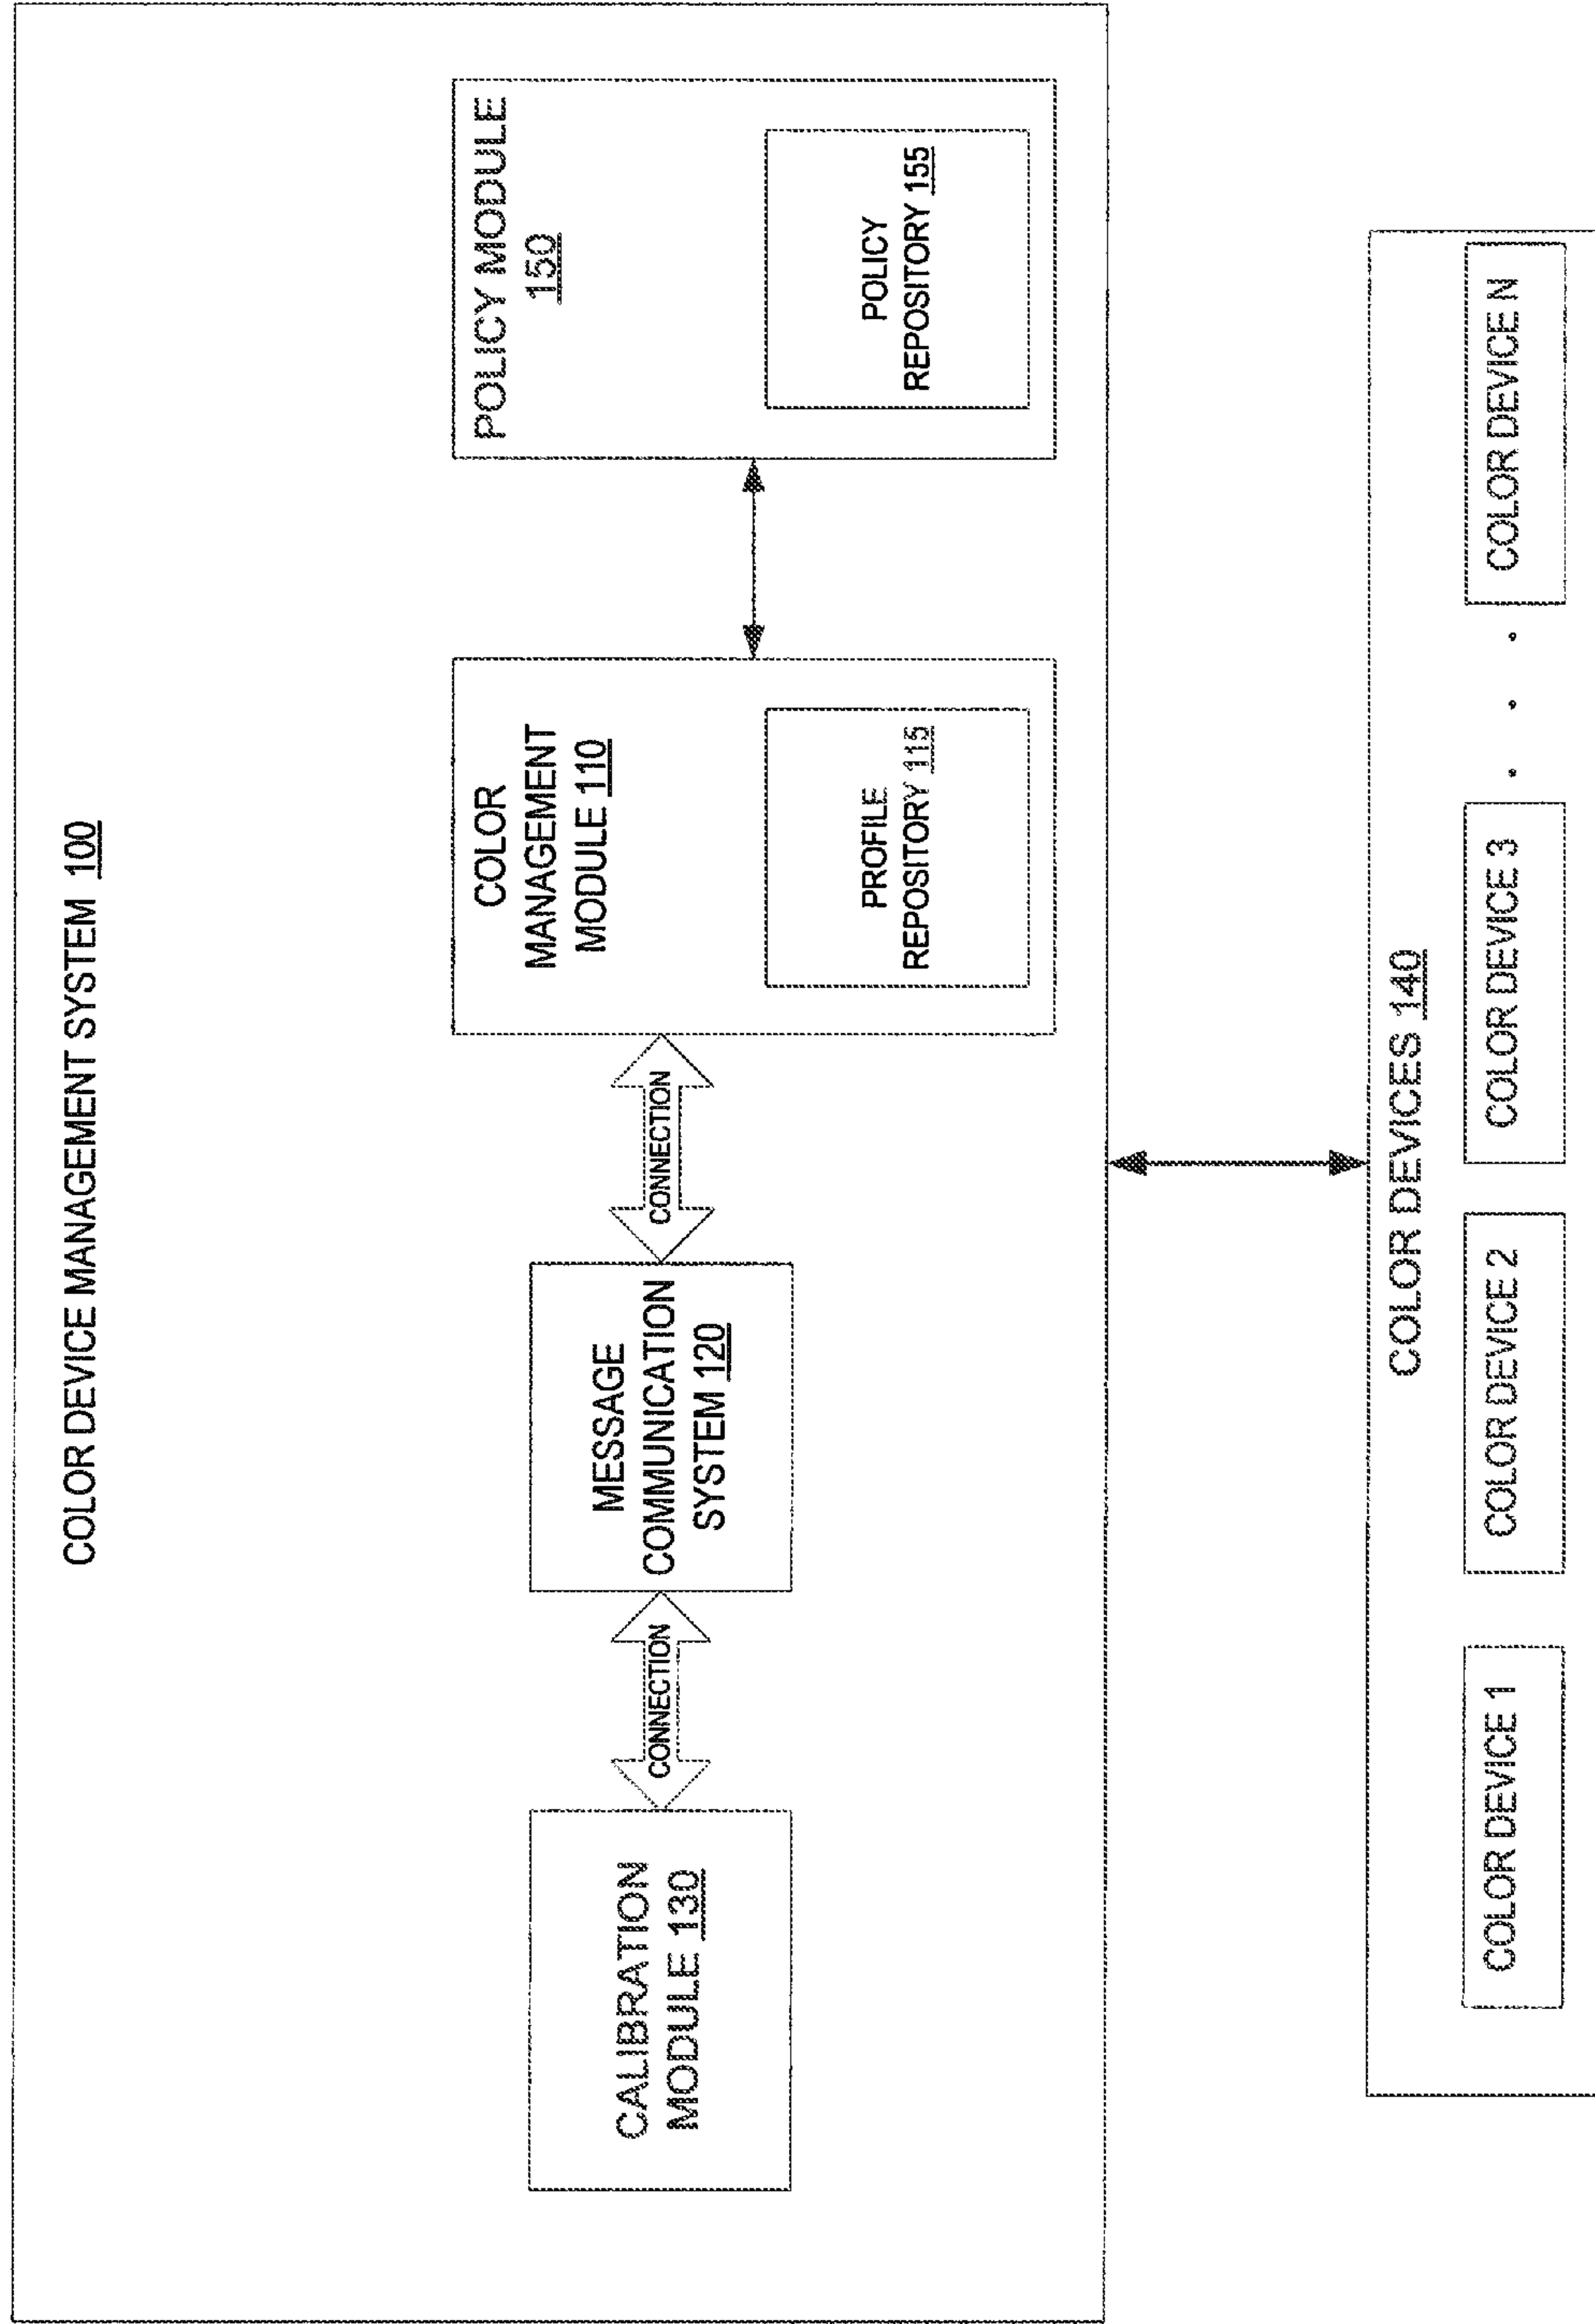 COLOR DEVICE MANAGEMENT SYSTEM 100
CALIBRATION
MODULE 130
CONNECTION
MESSAGE
COMMUNICATION
SYSTEM 120
CONNECTION
COLOR
MANAGEMENT
MODULE 110
PROFILE
REPOSITORY 115
POLICY MODULE
150
POLICY
REPOSITORY 155
COLOR DEVICES 140
COLOR DEVICE 1
COLOR DEVICE 2
COLOR DEVICE 3
. . .
COLOR DEVICE N